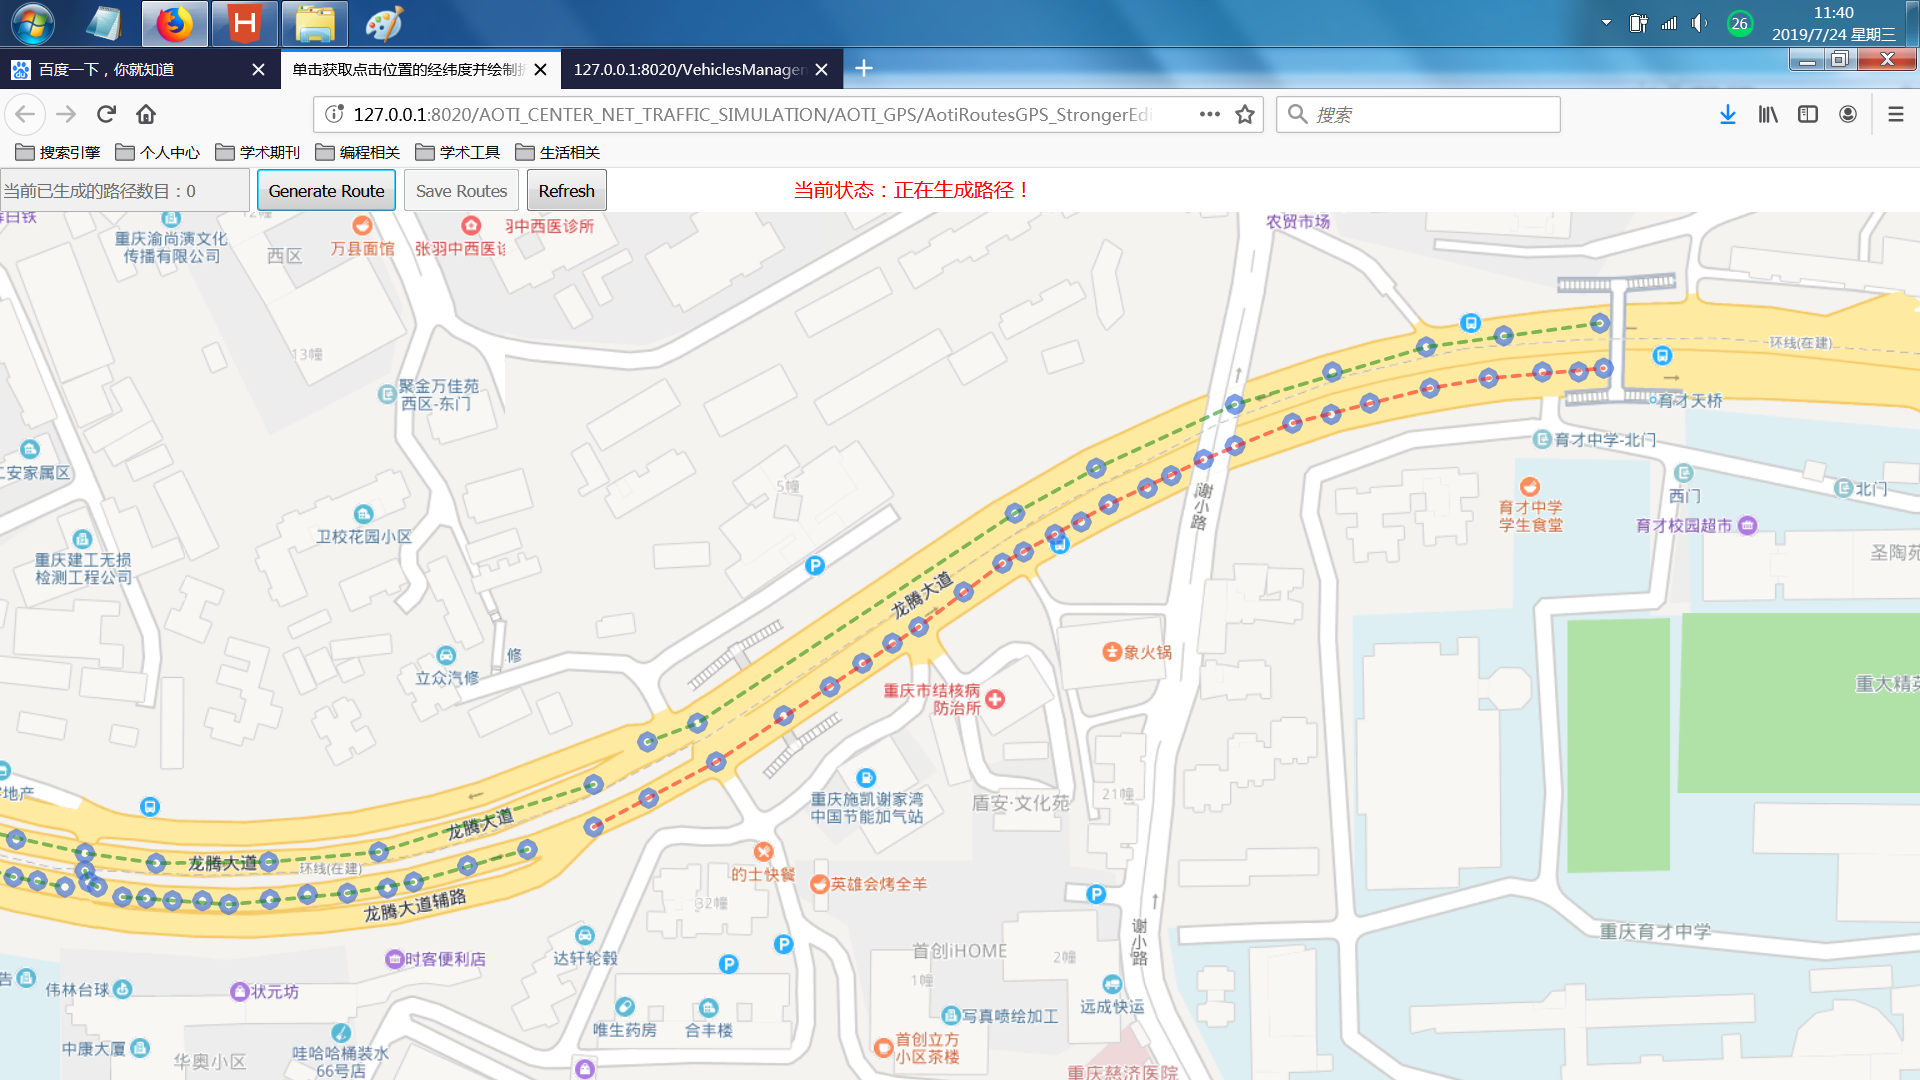 26
11:40
2019/7/24 星期三
百度一下，你就知道
单击获取点击位置的经纬度并绘制
127.0.0.1:8020/VehiclesManage
127.0.0.1:8020/AOTI_CENTER_NET_TRAFFIC_SIMULATION/AOTI_GPS/AotiRoutesGPS_StrongerEdi
搜索
搜索引擎
个人中心
学术期刊
编程相关
学术工具
生活相关
当前已生成的路径数目：0
Generate Route
Save Routes
Refresh
当前状态：正在生成路径！
重庆渝尚演文化
传播有限公司
西区
万县面馆
张羽中西医
羽中西医诊所
农贸市场
13幢
聚金万佳苑
西区-东门
环线(在建)
育才天桥
育才中学-北门
安家属区
5幢
西门
北门
育才中学
学生食堂
育才校园超市
谢小路
卫校花园小区
重庆建工无损
检测工程公司
圣陶
龙腾大道
修
立众汽修
象火锅
重庆市结核病
防治所
重大精
地产
龙腾大道
重庆施凯谢家湾
中国节能加气站
盾安·文化苑
21幢
龙腾大道
环线(在建)
龙腾大道辅路
的士快餐
英雄会烤全羊
32幢
谢小路
重庆育才中学
首创iHOME
2幢
1幢
达轩轮毂
时客便利店
告
伟林台球
状元坊
唯生药房
合丰楼
写真喷绘加工
远成快运
中康大厦
华奥小区
哇哈哈桶装水
66号店
首创立方
小区茶楼
重庆慈济医院